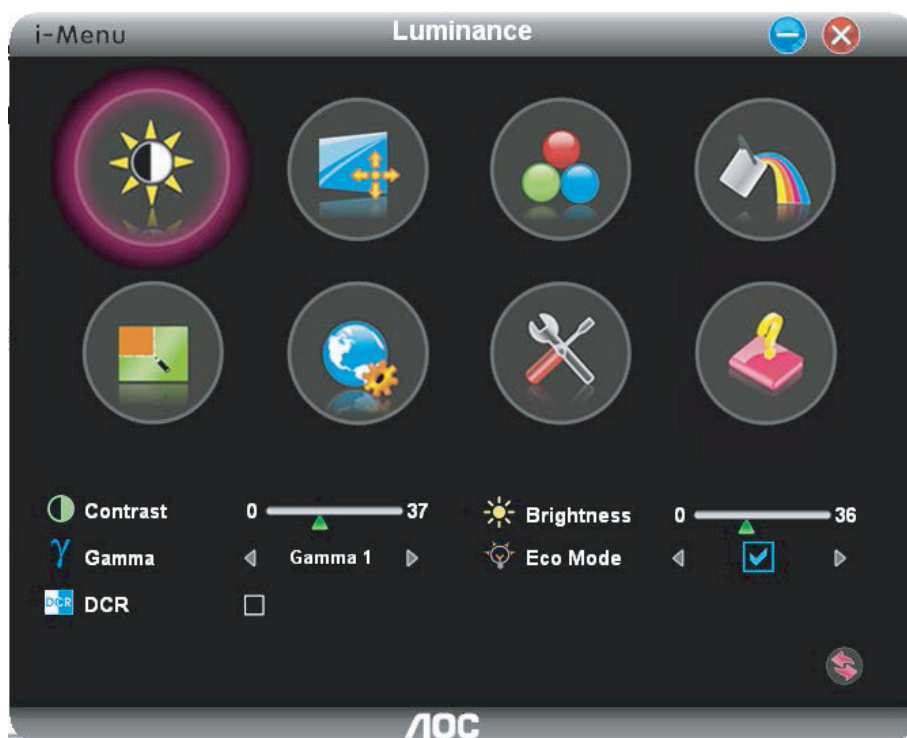 i-Menu
Luminance
Contrast 0 37
Brightness 0 36
γ Gamma Gamma 1
Eco Mode
DCR DCR
AOC